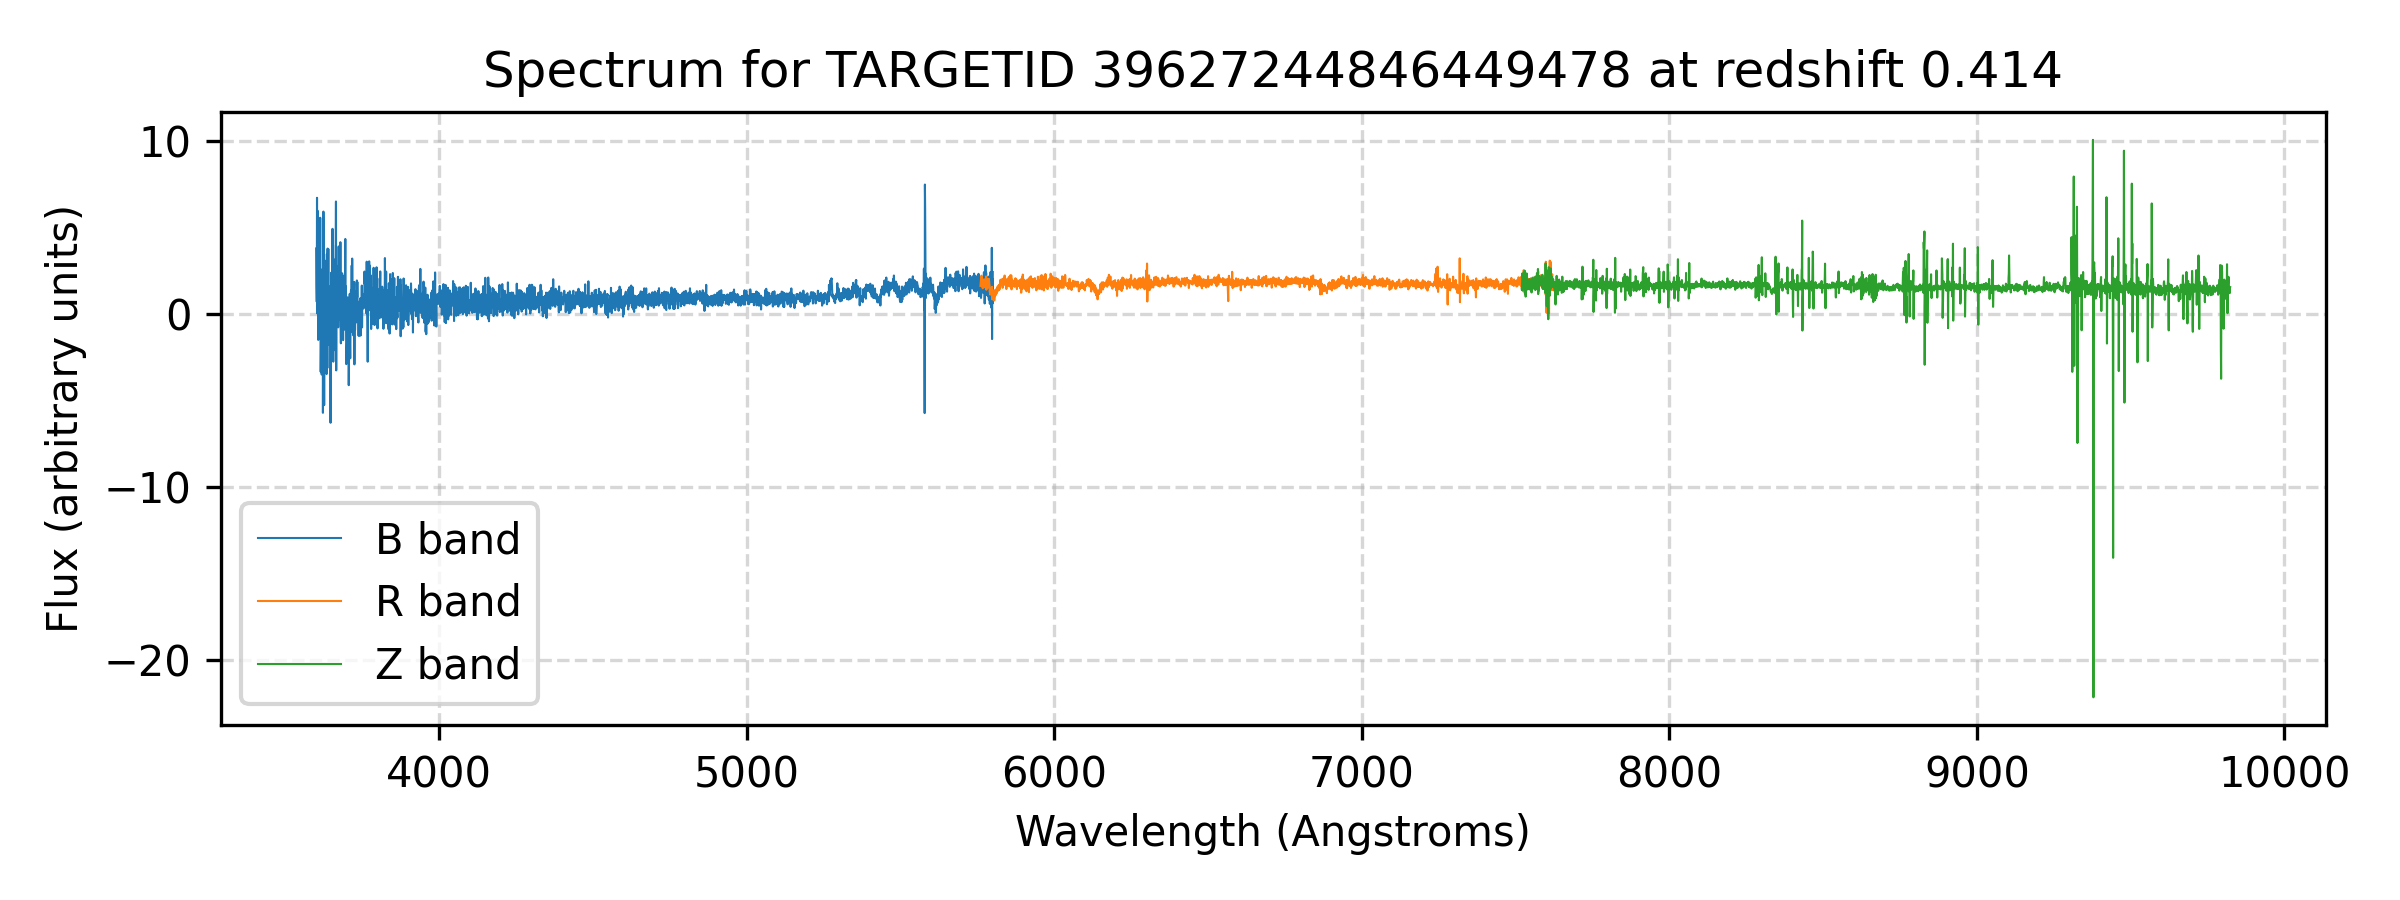 Spectrum for TARGETID 39627244846449478 at redshift 0.414
10
0
−10
−20
Flux (arbitrary units)
B band
R band
Z band
4000 5000 6000 7000 8000 9000 10000
Wavelength (Angstroms)